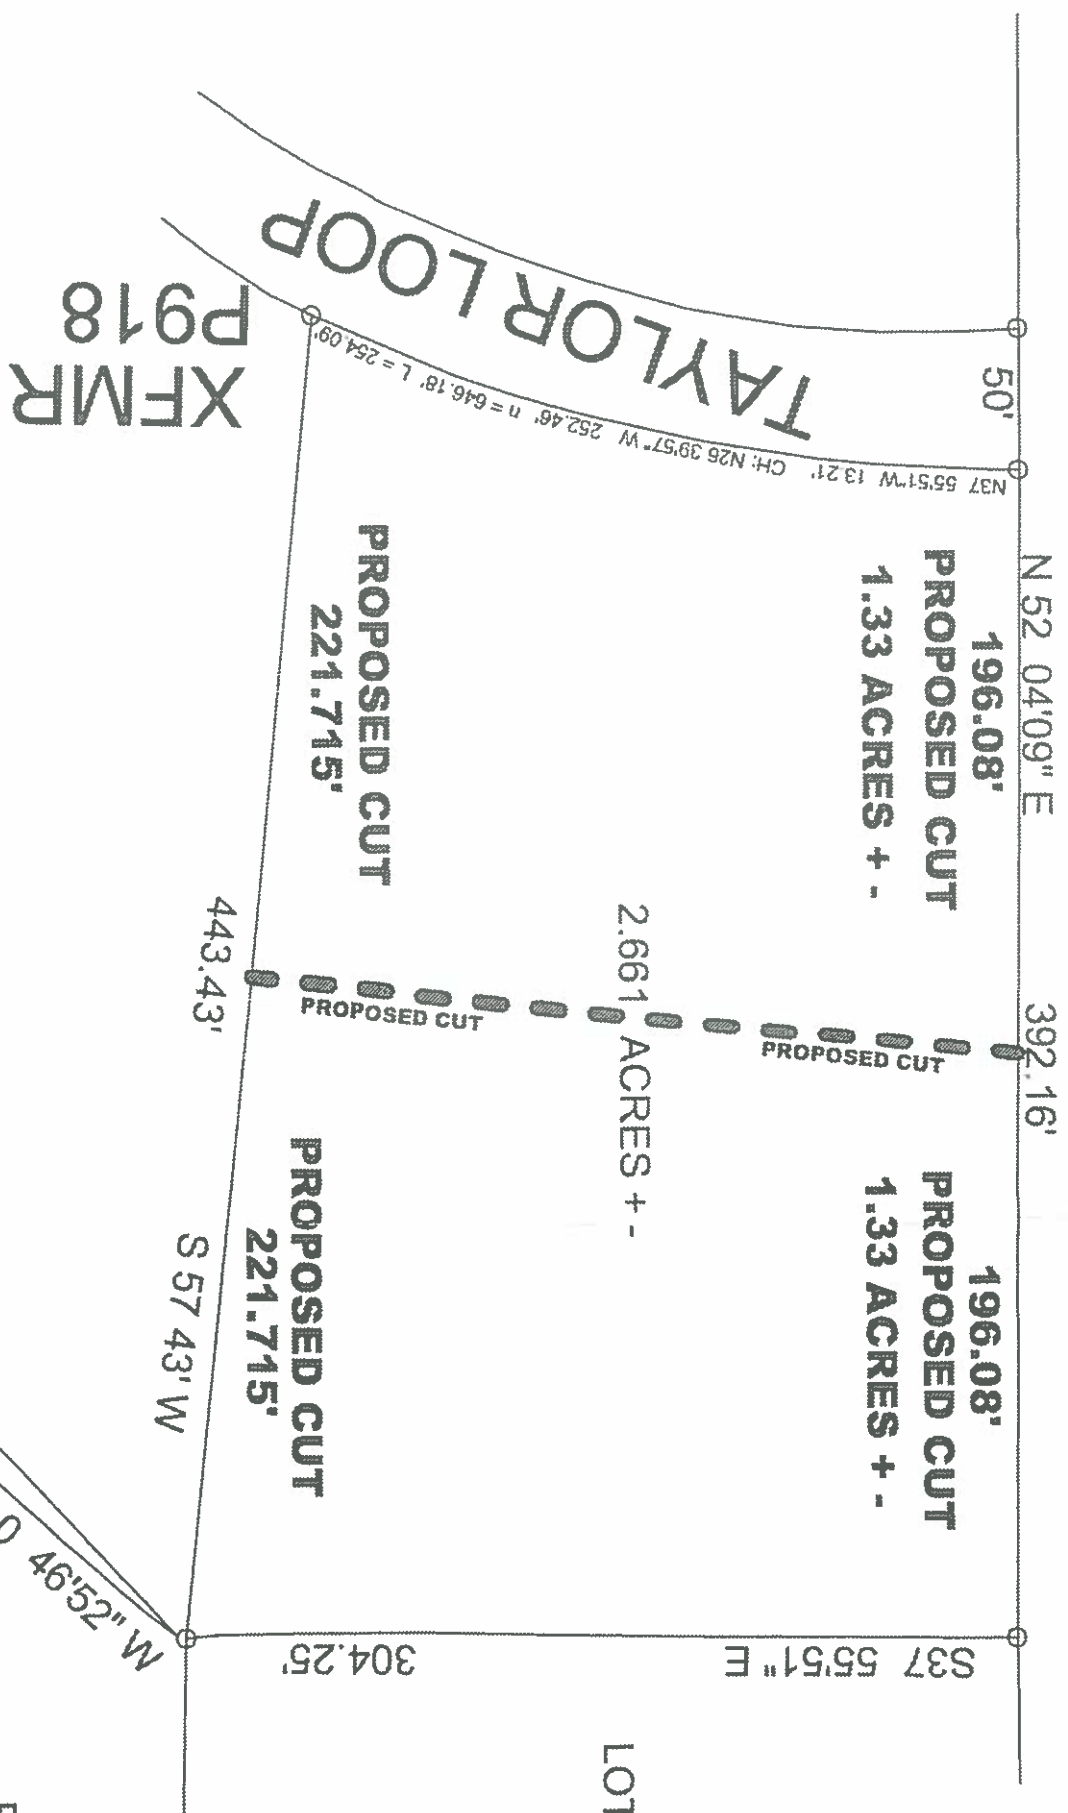 TAYLOR LOOP
XFMR
P918
50'
N37 55'51"W 13.21' CH: N26 39'57" W 252.46' n = 646.18' L = 254.09'
N 52 04'09" E
392.16'
196.08'
PROPOSED CUT
1.33 ACRES + -
PROPOSED CUT
221.715'
2.661 ACRES + -
PROPOSED CUT
PROPOSED CUT
196.08'
PROPOSED CUT
1.33 ACRES + -
PROPOSED CUT
221.715'
443.43'
S 57 43' W
S37 55'51" E
304.25'
46'52" W
LOT